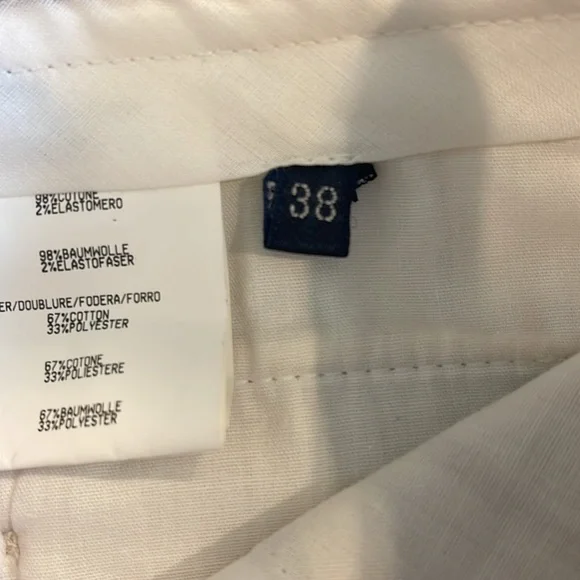 98%COTONE
2%ELASTOMERO
98%BAUMWOLLE
2%ELASTOFASER
ER/DOUBLURE/FODERA/FORRO
67%COTTON
33%POLYESTER
67%COTONE
33%POLIESTERE
67%BAUMWOLLE
33%POLYESTER
38